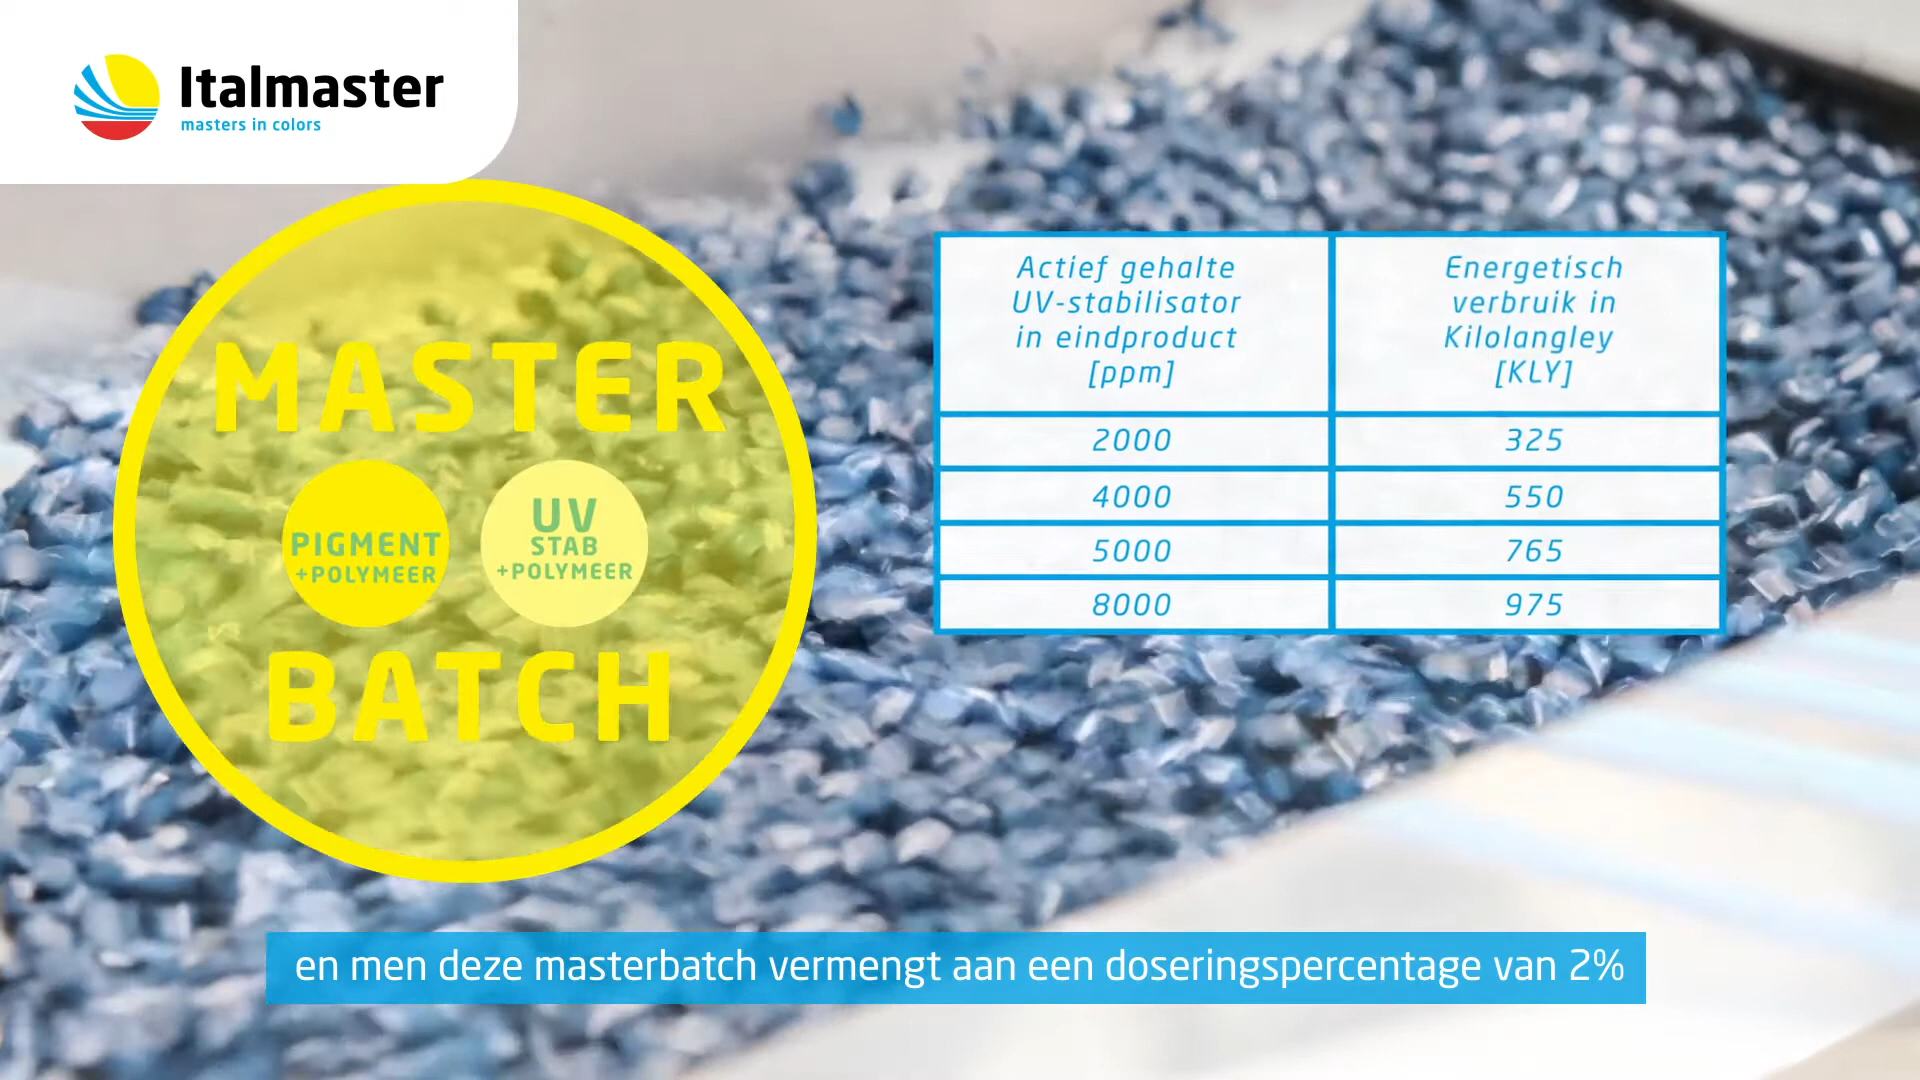 Italmaster
masters in colors
MASTER
PIGMENT
+POLYMEER
UV
STAB
+POLYMEER
BATCH
Actief gehalte
UV-stabilisator
in eindproduct
[ppm]
Energetisch
verbruik in
Kilolangley
[KLY]
2000 325
4000 550
5000 765
8000 975
en men deze masterbatch vermengt aan een doseringspercentage van 2%